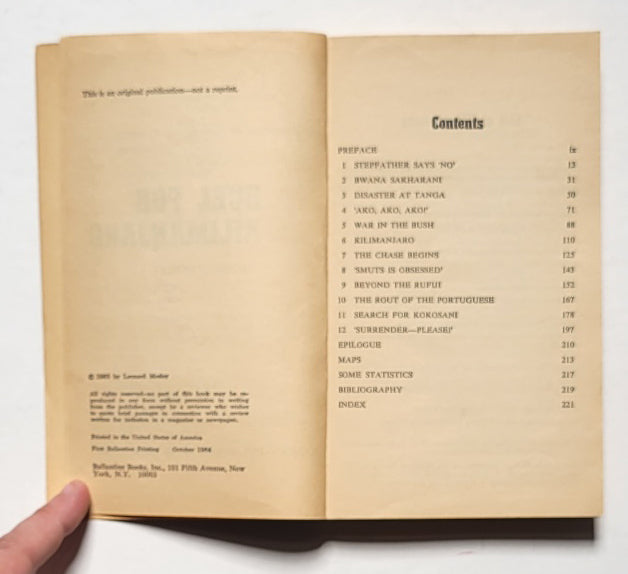 This is an original publication—not a reprint.
© 1963 by Leonard Mosley
All rights reserved—no part of this book may be re-
produced in any form without permission in writing
from the publisher, except by a reviewer who wishes
to quote brief passages in connection with a review
written for inclusion in a magazine or newspaper.
Printed in the United States of America
First Ballantine Printing October 1964
Ballantine Books, Inc., 101 Fifth Avenue, New
York, N.Y. 10003
Contents
PREFACE ix
1 STEPFATHER SAYS 'NO' 13
2 BWANA SAKHARANI 31
3 DISASTER AT TANGA 50
4 'AKO, AKO, AKO!' 71
5 WAR IN THE BUSH 88
6 KILIMANJARO 110
7 THE CHASE BEGINS 125
8 'SMUTS IS OBSESSED' 143
9 BEYOND THE RUFIJI 152
10 THE ROUT OF THE PORTUGUESE 167
11 SEARCH FOR KOKOSANI 178
12 'SURRENDER—PLEASE!' 197
EPILOGUE 210
MAPS 213
SOME STATISTICS 217
BIBLIOGRAPHY 219
INDEX 221